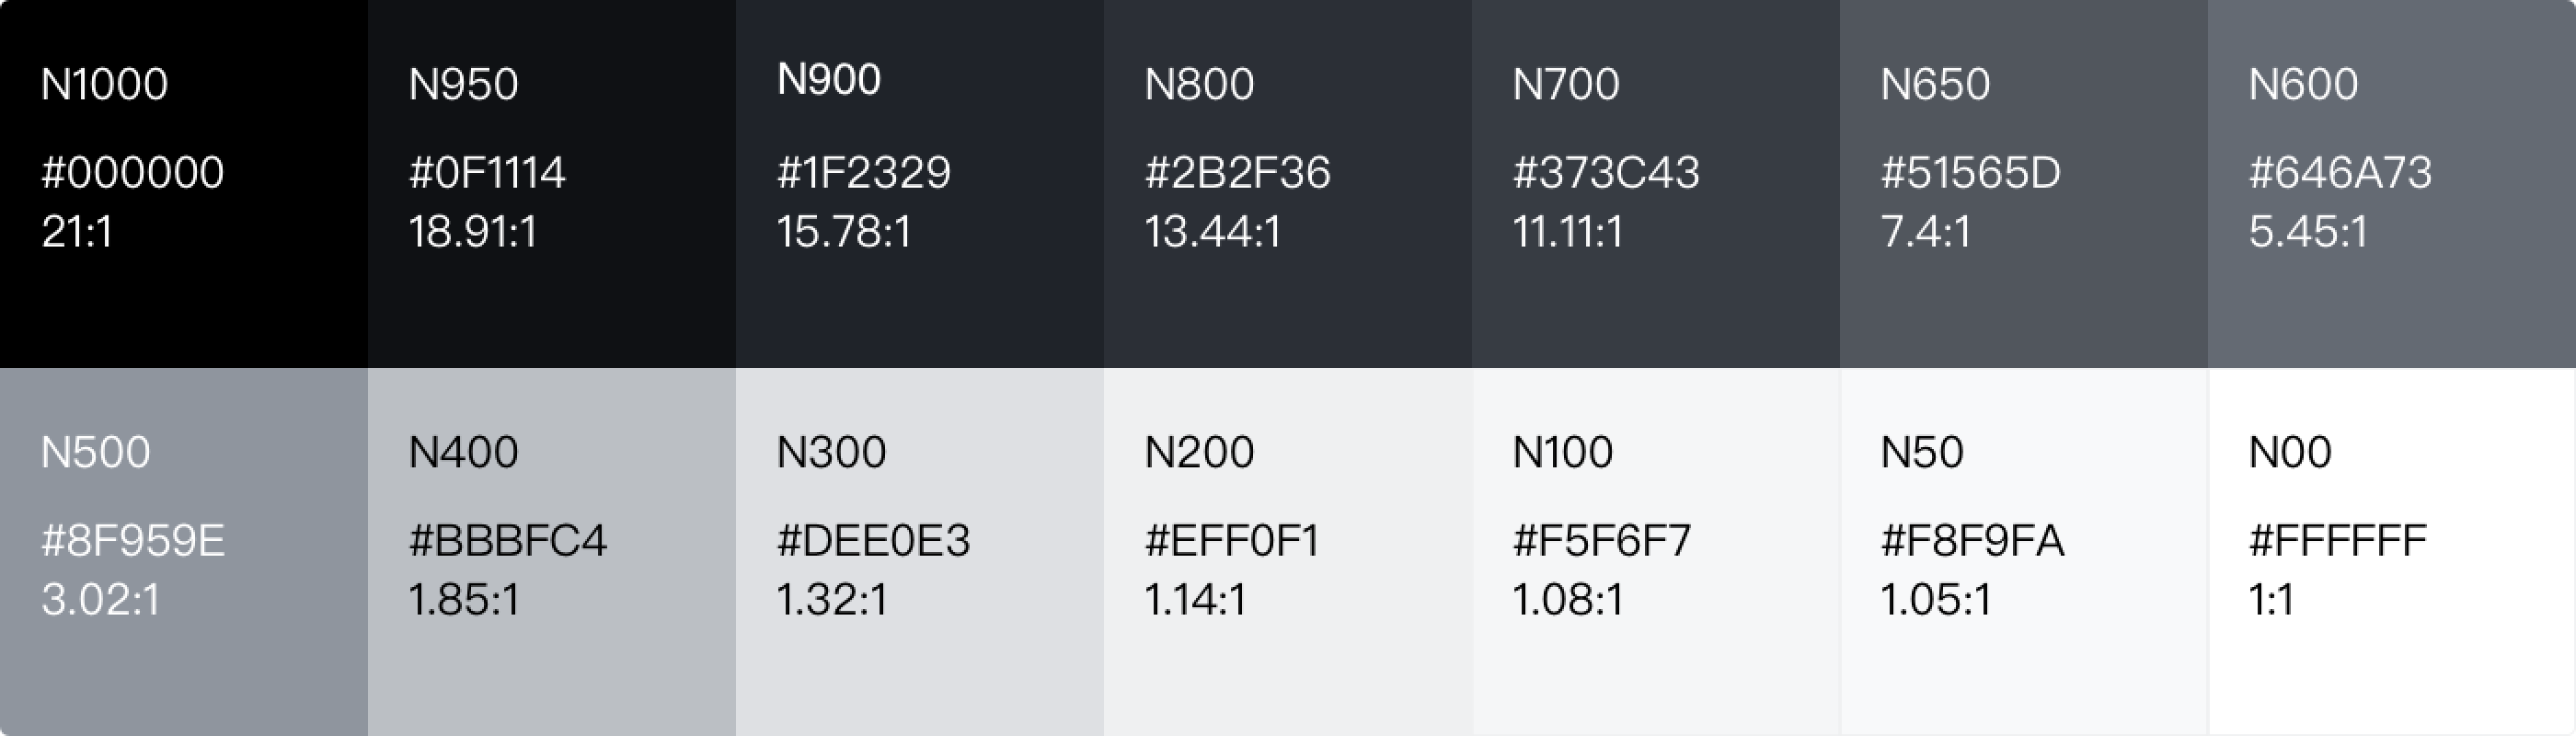 N1000
#000000
21:1
N950
#0F1114
18.91:1
N900
#1F2329
15.78:1
N800
#2B2F36
13.44:1
N700
#373C43
11.11:1
N650
#51565D
7.4:1
N600
#646A73
5.45:1
N500
#8F959E
3.02:1
N400
#BBBFC4
1.85:1
N300
#DEE0E3
1.32:1
N200
#EFF0F1
1.14:1
N100
#F5F6F7
1.08:1
N50
#F8F9FA
1.05:1
N00
#FFFFFF
1:1